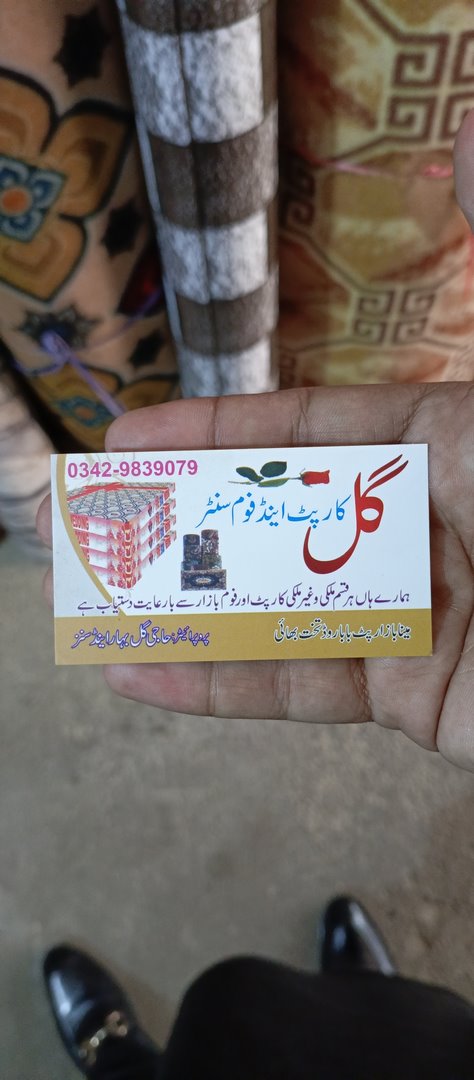 0342-9839079
گل کارپٹ اینڈ فوم سنٹر
ہمارے ہاں ہر قسم ملکی وغیر ملکی کارپٹ اور فوم بازار سے بارعایت دستیاب ہے
مینا بازار پٹ بابا روڈ تخت بھائی
پروپرائیٹر: حاجی گل بہار اینڈ سنز